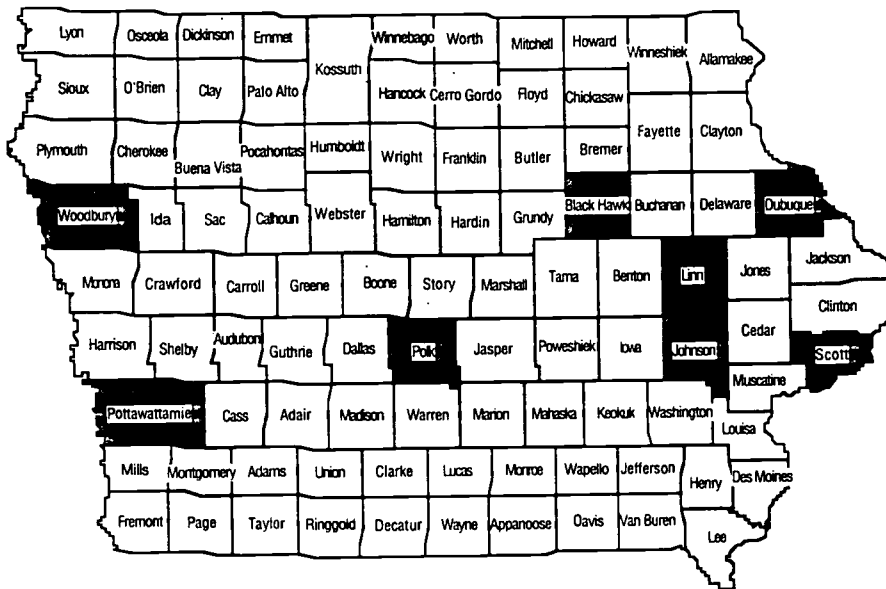 Lyon Osceola Dickinson Emmet Winnebago Worth Mitchell Howard Winneshiek Allamakee
Kossuth
Sioux O'Brien Clay Palo Alto Hancock Cerro Gordo Floyd Chickasaw
Fayette Clayton
Plymouth Cherokee Buena Vista Pocahontas Humboldt Wright Franklin Butler Bremer
Woodbury Ida Sac Calhoun Webster Hamilton Hardin Grundy Black Hawk Buchanan Delaware Dubuque
Monona Crawford Carroll Greene Boone Story Marshall Tama Benton Linn Jones Jackson
Clinton
Harrison Shelby Audubon Guthrie Dallas Polk Jasper Poweshiek Iowa Johnson Cedar Scott
Muscatine
Pottawattamie Cass Adair Madison Warren Marion Mahaska Keokuk Washington
Louisa
Mills Montgomery Adams Union Clarke Lucas Monroe Wapello Jefferson Henry Des Moines
Fremont Page Taylor Ringgold Decatur Wayne Appanoose Davis Van Buren
Lee